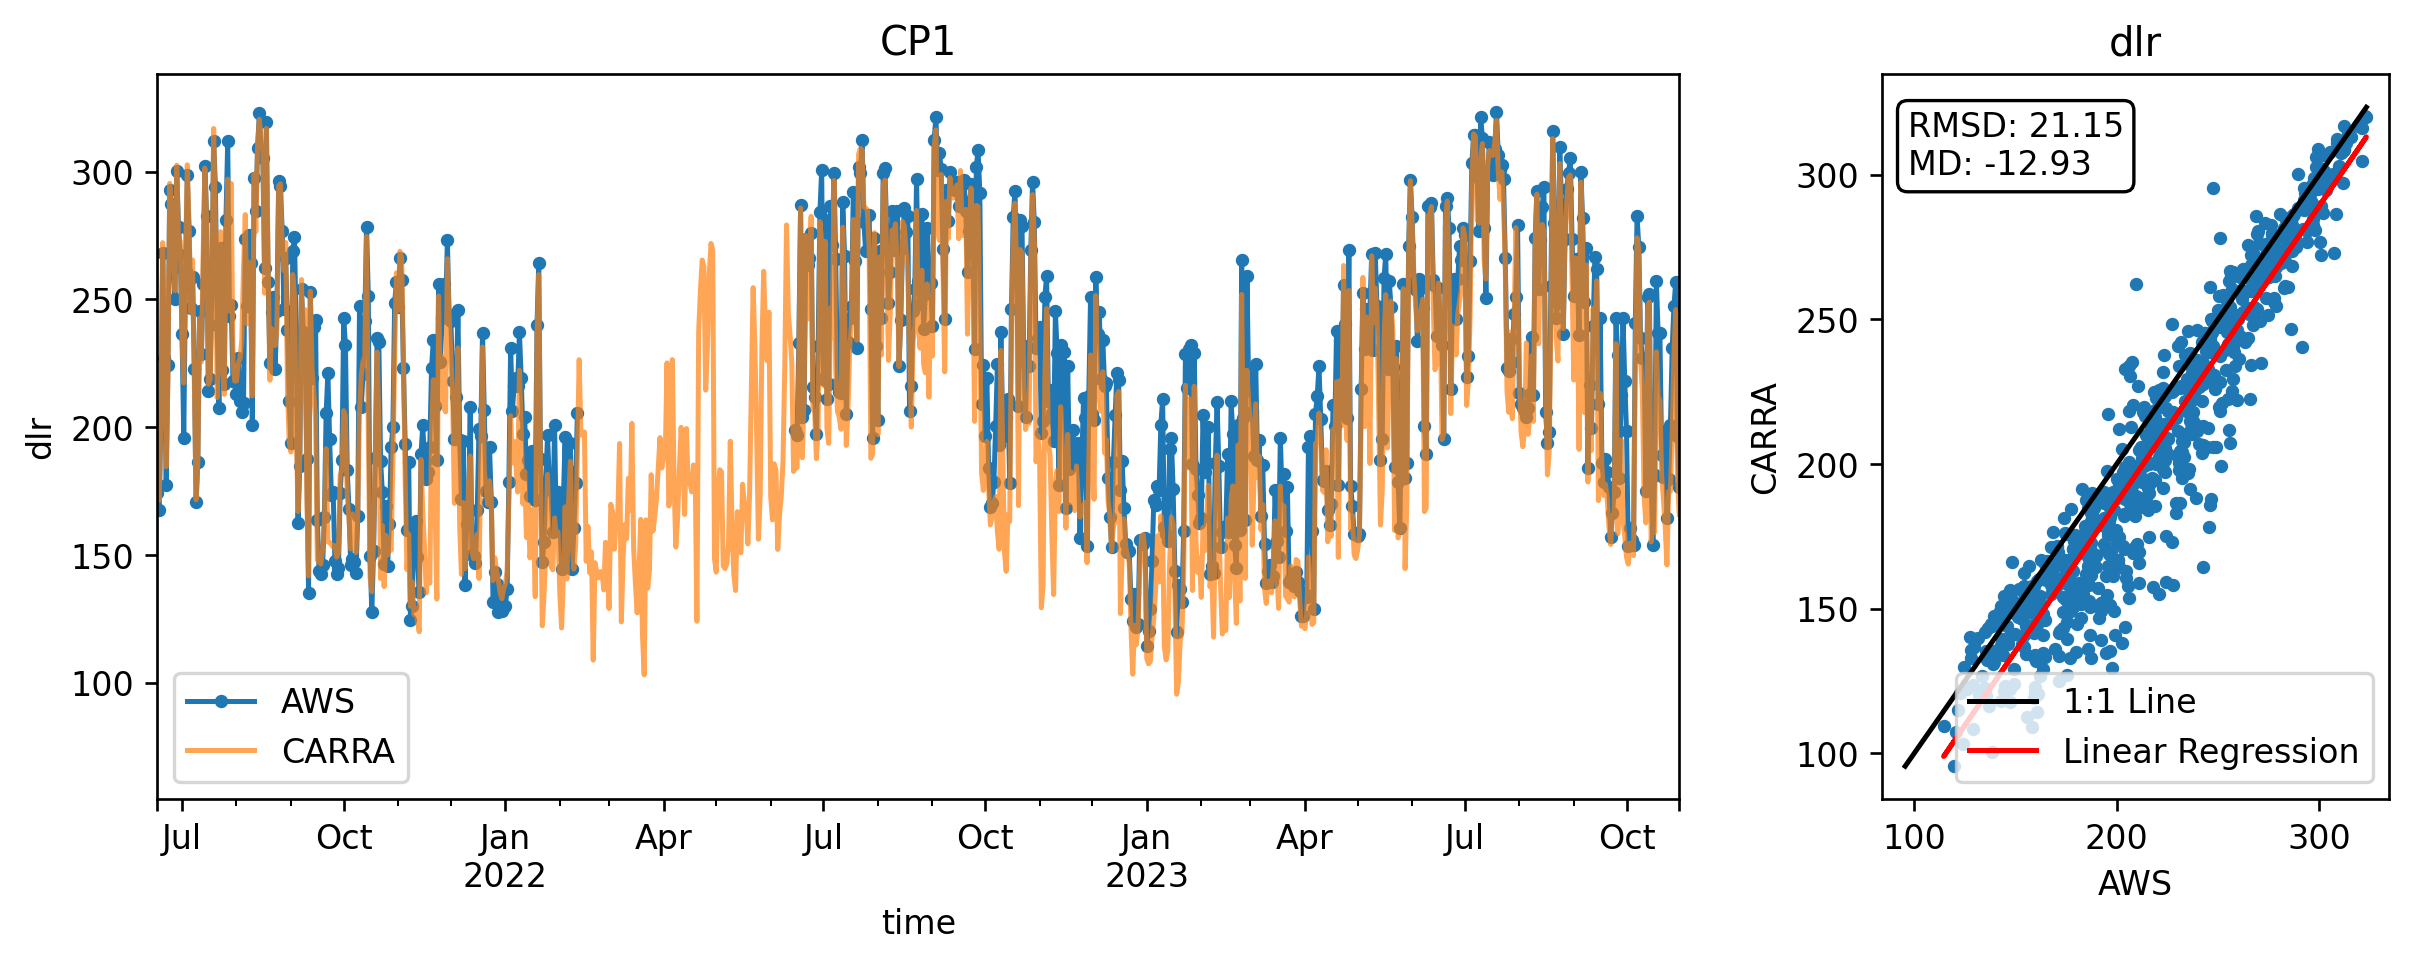 CP1
dlr
300
250
200
150
100
AWS
CARRA
Jul
Oct
Jan
2022
Apr
Jul
Oct
Jan
2023
Apr
Jul
Oct
time
dlr
RMSD: 21.15
MD: -12.93
CARRA
300
250
200
150
100
1:1 Line
Linear Regression
100
200
300
AWS